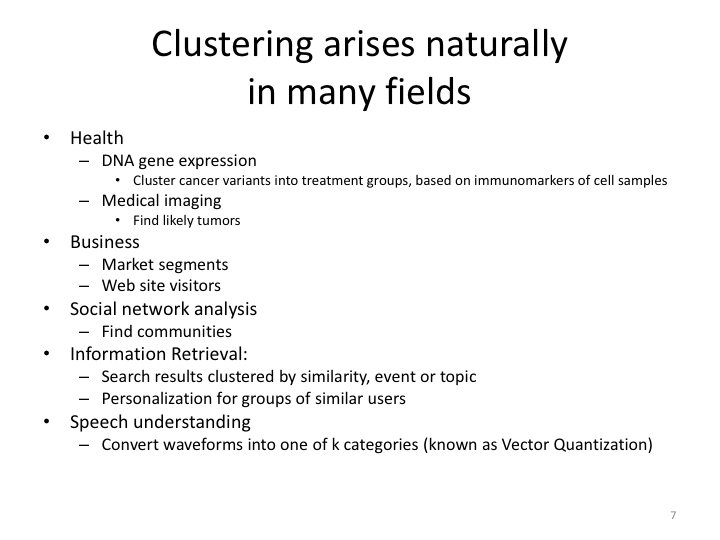 Clustering arises naturally
in many fields
• Health
– DNA gene expression
• Cluster cancer variants into treatment groups, based on immunomarkers of cell samples
– Medical imaging
• Find likely tumors
• Business
– Market segments
– Web site visitors
• Social network analysis
– Find communities
• Information Retrieval:
– Search results clustered by similarity, event or topic
– Personalization for groups of similar users
• Speech understanding
– Convert waveforms into one of k categories (known as Vector Quantization)
7